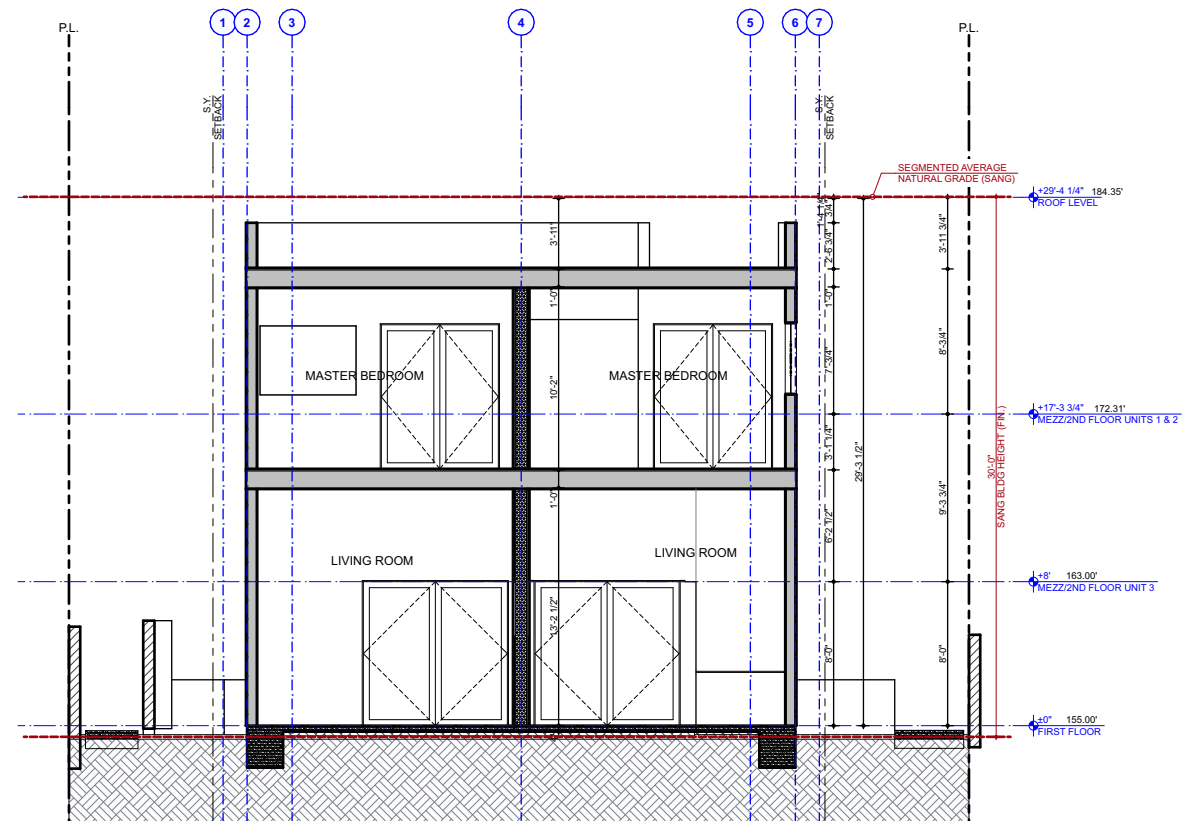 1 2 3 4 5 6 7
P.L.
P.L.
S.Y.
SETBACK
S.Y.
SETBACK
SEGMENTED AVERAGE
NATURAL GRADE (SANG)
+29'-4 1/4" 184.35'
ROOF LEVEL
3'-11"
2'-6 3/4"
3'-11 3/4"
1'-0"
1'-0"
MASTER BEDROOM
MASTER BEDROOM
10'-2"
7'-3/4"
8'-3/4"
+17'-3 3/4" 172.31'
MEZZ/2ND FLOOR UNITS 1 & 2
3'-1 1/4"
29'-3 1/2"
30'-0"
SANG BLDG HEIGHT (FIN.)
1'-0"
6'-2 1/2"
9'-3 3/4"
LIVING ROOM
LIVING ROOM
+8' 163.00'
MEZZ/2ND FLOOR UNIT 3
13'-2 1/2"
8'-0"
8'-0"
±0" 155.00'
FIRST FLOOR